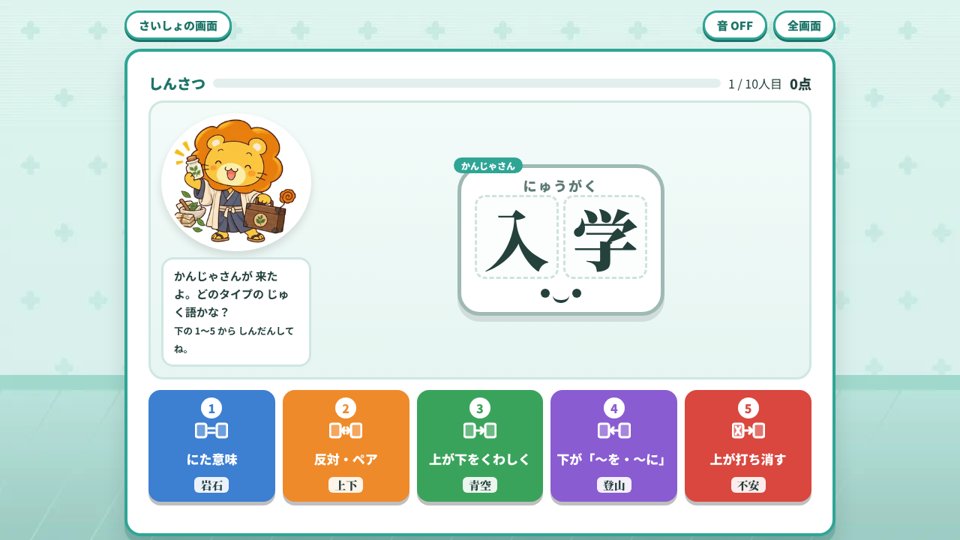 さいしょの画面
音 OFF
全画面
しんさつ
1 / 10人目
0点
かんじゃさん
にゅうがく
入学
かんじゃさんが 来た
よ。どのタイプの じゅ
く語かな？
下の 1〜5 から しんだんして
ね。
1
にた意味
岩石
2
反対・ペア
上下
3
上が下をくわしく
青空
4
下が「〜を・〜に」
登山
5
上が打ち消す
不安